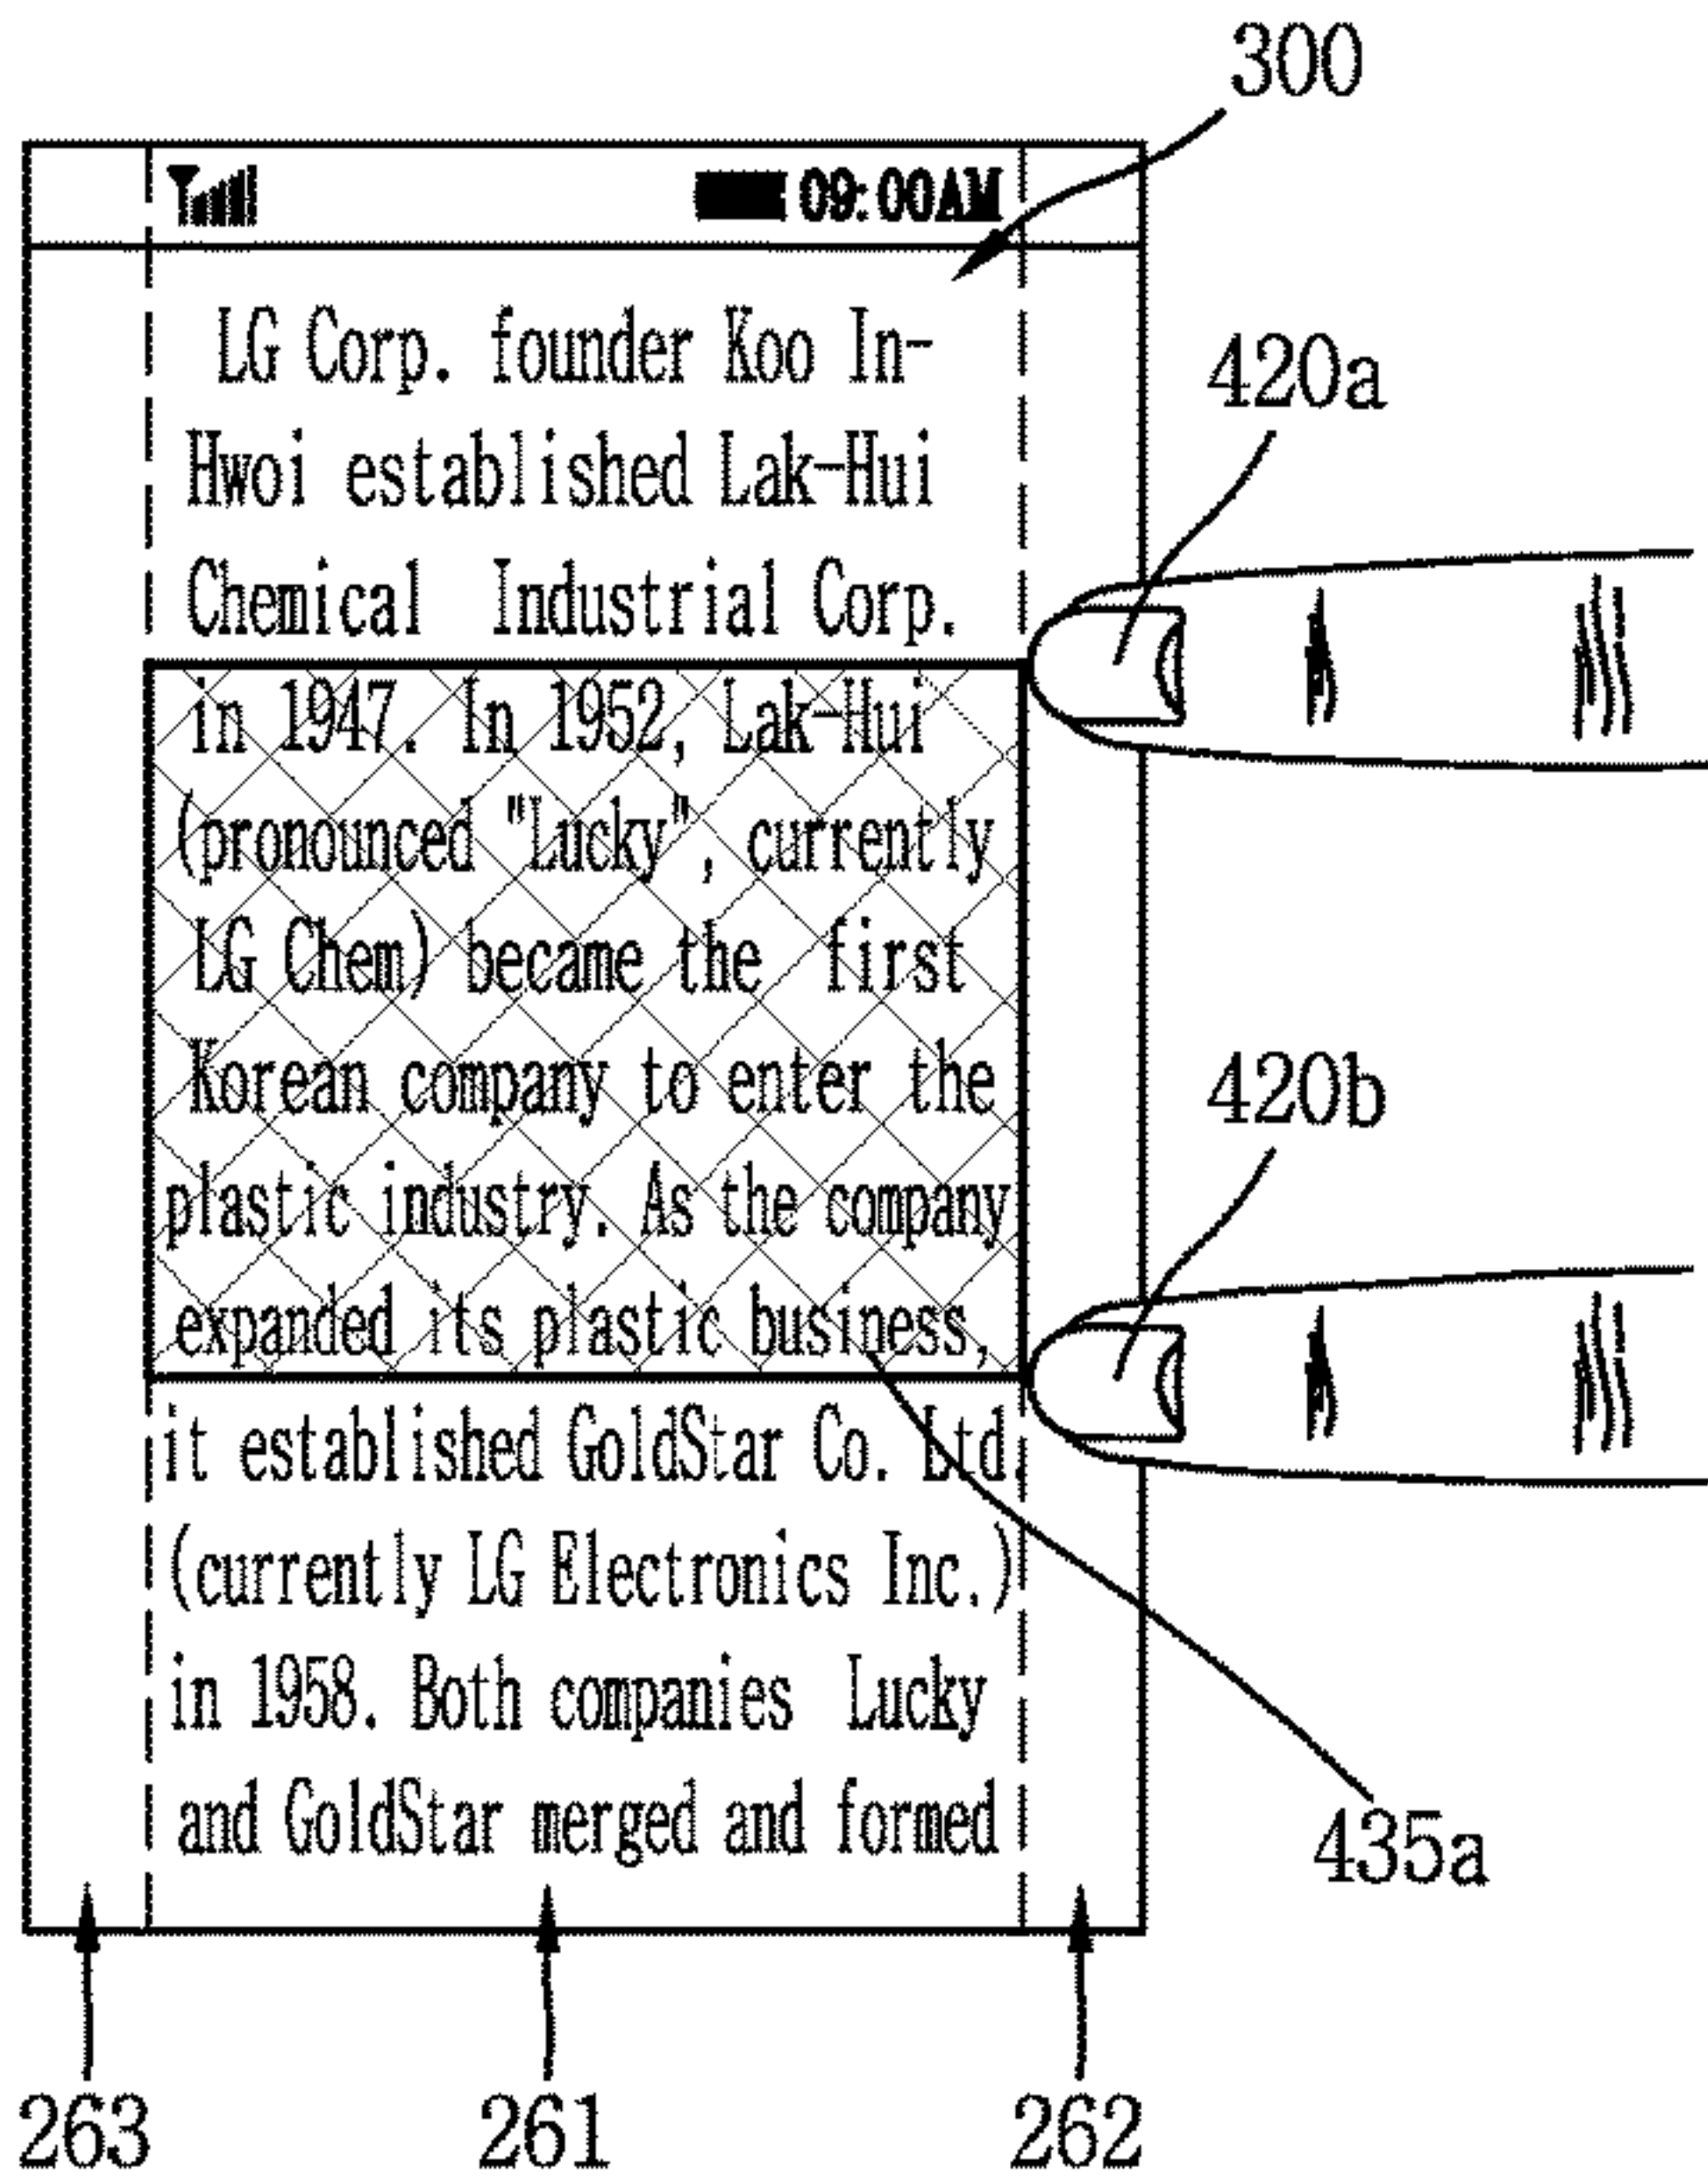 300
09:00AM
LG Corp. founder Koo In-
420a
Hwoi established Lak-Hui
Chemical Industrial Corp.
in 1947. In 1952, Lak-Hui
(pronounced "Lucky", currently
LG Chem) became the first
Korean company to enter the
420b
plastic industry. As the company
expanded its plastic business,
it established GoldStar Co. Ltd.
(currently LG Electronics Inc.)
in 1958. Both companies Lucky
and GoldStar merged and formed
435a
263 261 262